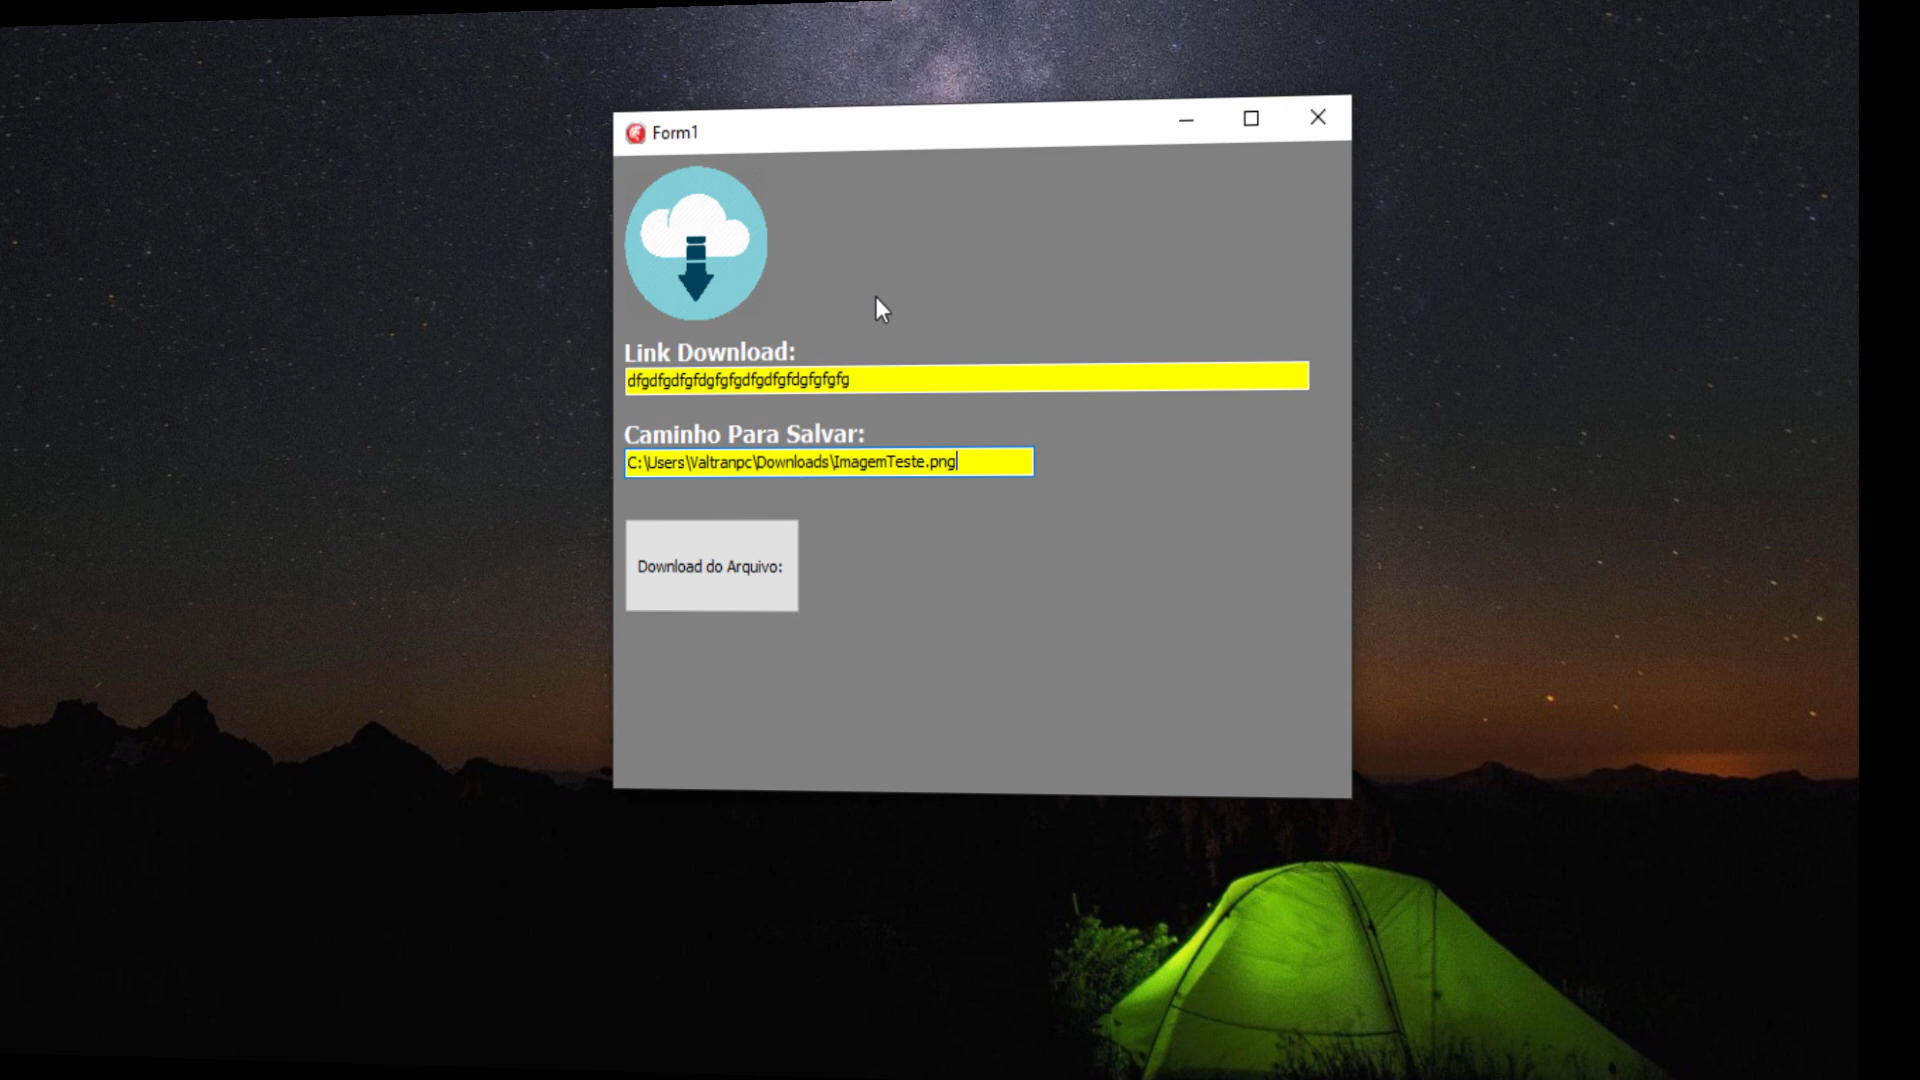 Form1
Link Download:
dfgdfgdfgfdgfgfgdfgdfgfdgfgfgfg
Caminho Para Salvar:
C:\Users\Valtranpc\Downloads\ImagemTeste.png
Download do Arquivo: